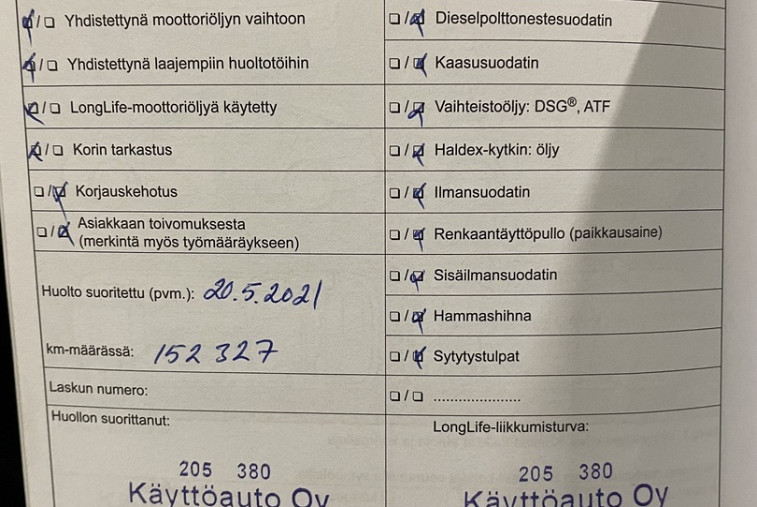 Yhdistettynä moottoriöljyn vaihtoon
Yhdistettynä laajempiin huoltotöihin
LongLife-moottoriöljyä käytetty
Korin tarkastus
Korjauskehotus
Asiakkaan toivomuksesta
(merkintä myös työmääräykseen)
Huolto suoritettu (pvm.): 20.5.2021
km-määrässä: 152 327
Laskun numero:
Huollon suorittanut:
205 380
Käyttöauto Oy
Dieselpolttonestesuodatin
Kaasusuodatin
Vaihteistoöljy: DSG®, ATF
Haldex-kytkin: öljy
Ilmansuodatin
Renkaantäyttöpullo (paikkausaine)
Sisäilmansuodatin
Hammashihna
Sytytystulpat
......................
LongLife-liikkumisturva:
205 380
Käyttöauto Oy